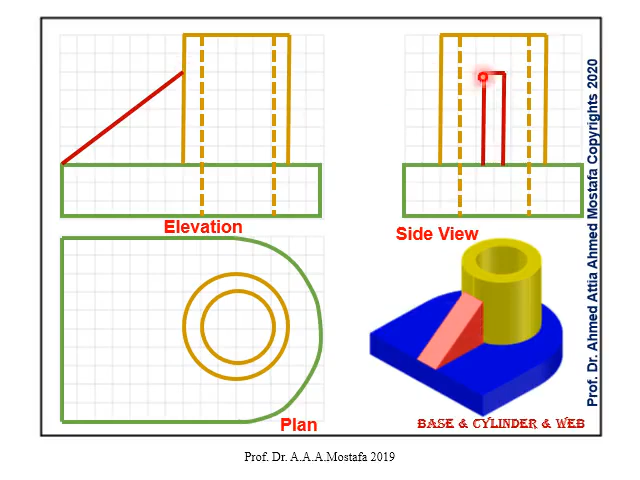 Elevation
Side View
Plan
BASE & CYLINDER & WEB
Prof. Dr. Ahmed Attia Ahmed Mostafa Copyrights 2020
Prof. Dr. A.A.A.Mostafa 2019